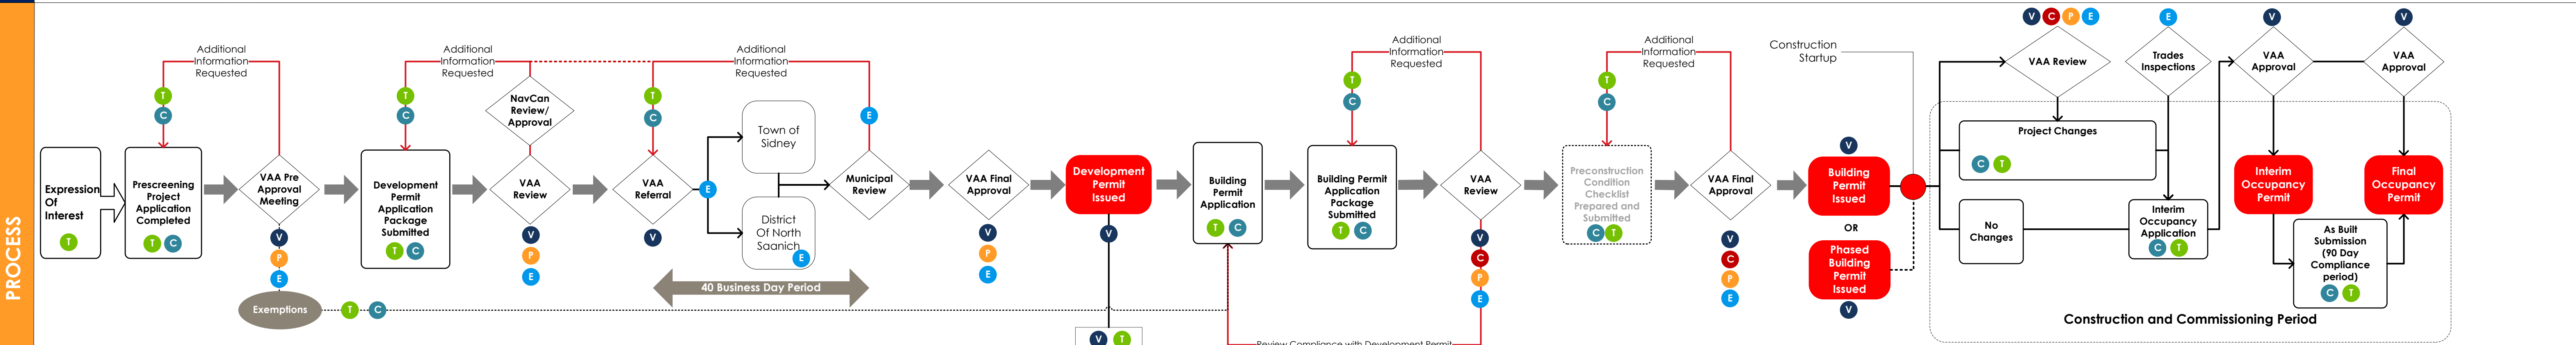 PROCESS
Expression
Of
Interest
T
Additional
Information
Requested
T
C
Prescreening
Project
Application
Completed
T C
VAA Pre
Approval
Meeting
V
P
E
Exemptions
T C
Additional
Information
Requested
T
C
Development
Permit
Application
Package
Submitted
T C
NavCan
Review/
Approval
VAA
Review
V
P
E
Additional
Information
Requested
T
C
VAA
Referral
V
E
Town of
Sidney
District
Of North
Saanich
E
40 Business Day Period
E
Municipal
Review
VAA Final
Approval
V
P
E
Development
Permit
Issued
V
V T
Building
Permit
Application
T C
Additional
Information
Requested
T
C
Building Permit
Application
Package
Submitted
T C
VAA
Review
V
C
P
E
Review Compliance with Development Permit
Additional
Information
Requested
T
C
Preconstruction
Condition
Checklist
Prepared and
Submitted
C T
VAA Final
Approval
V
C
P
E
Construction
Startup
V
Building
Permit
Issued
OR
Phased
Building
Permit
Issued
V
V C P E
VAA Review
Project Changes
C T
No
Changes
E
Trades
Inspections
Interim
Occupancy
Application
C T
V
VAA
Approval
Interim
Occupancy
Permit
As Built
Submission
(90 Day
Compliance
period)
C T
V
VAA
Approval
Final
Occupancy
Permit
Construction and Commissioning Period